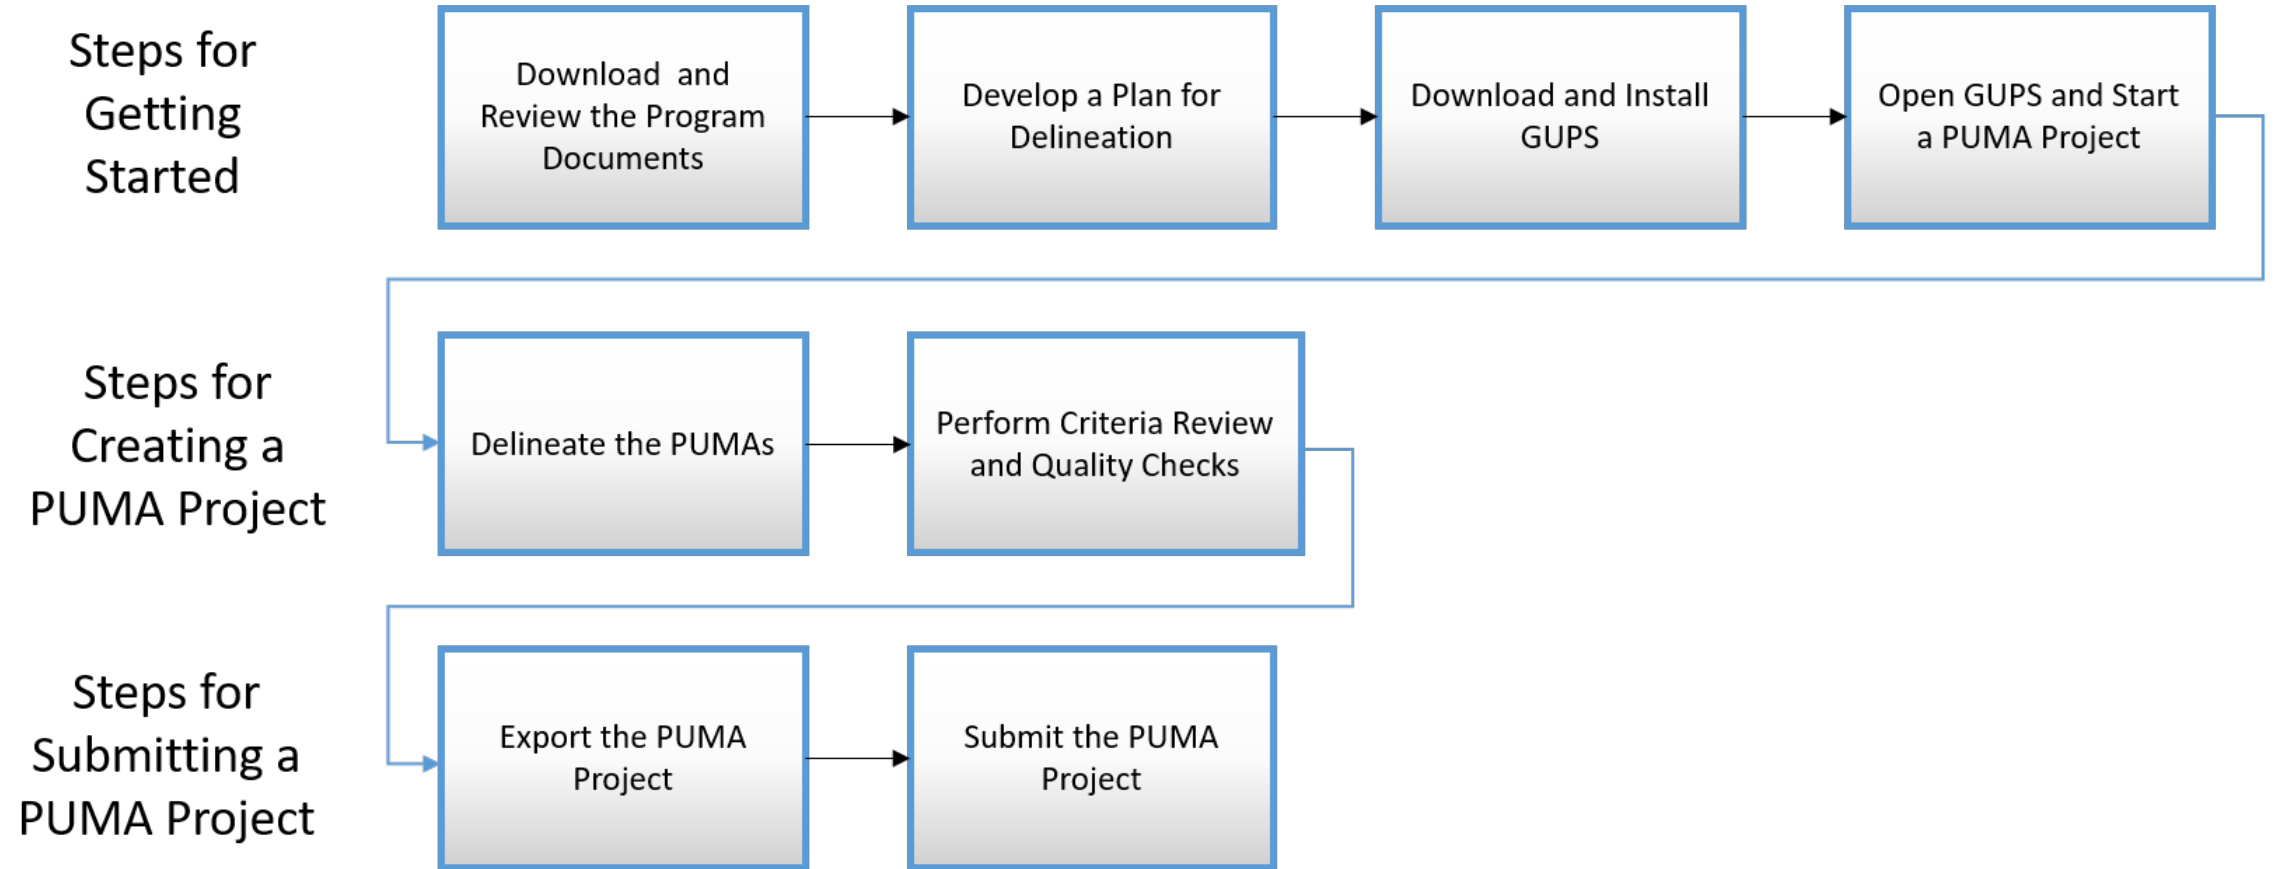 Steps for
Getting
Started
Download and
Review the Program
Documents
Develop a Plan for
Delineation
Download and Install
GUPS
Open GUPS and Start
a PUMA Project
Steps for
Creating a
PUMA Project
Delineate the PUMAs
Perform Criteria Review
and Quality Checks
Steps for
Submitting a
PUMA Project
Export the PUMA
Project
Submit the PUMA
Project